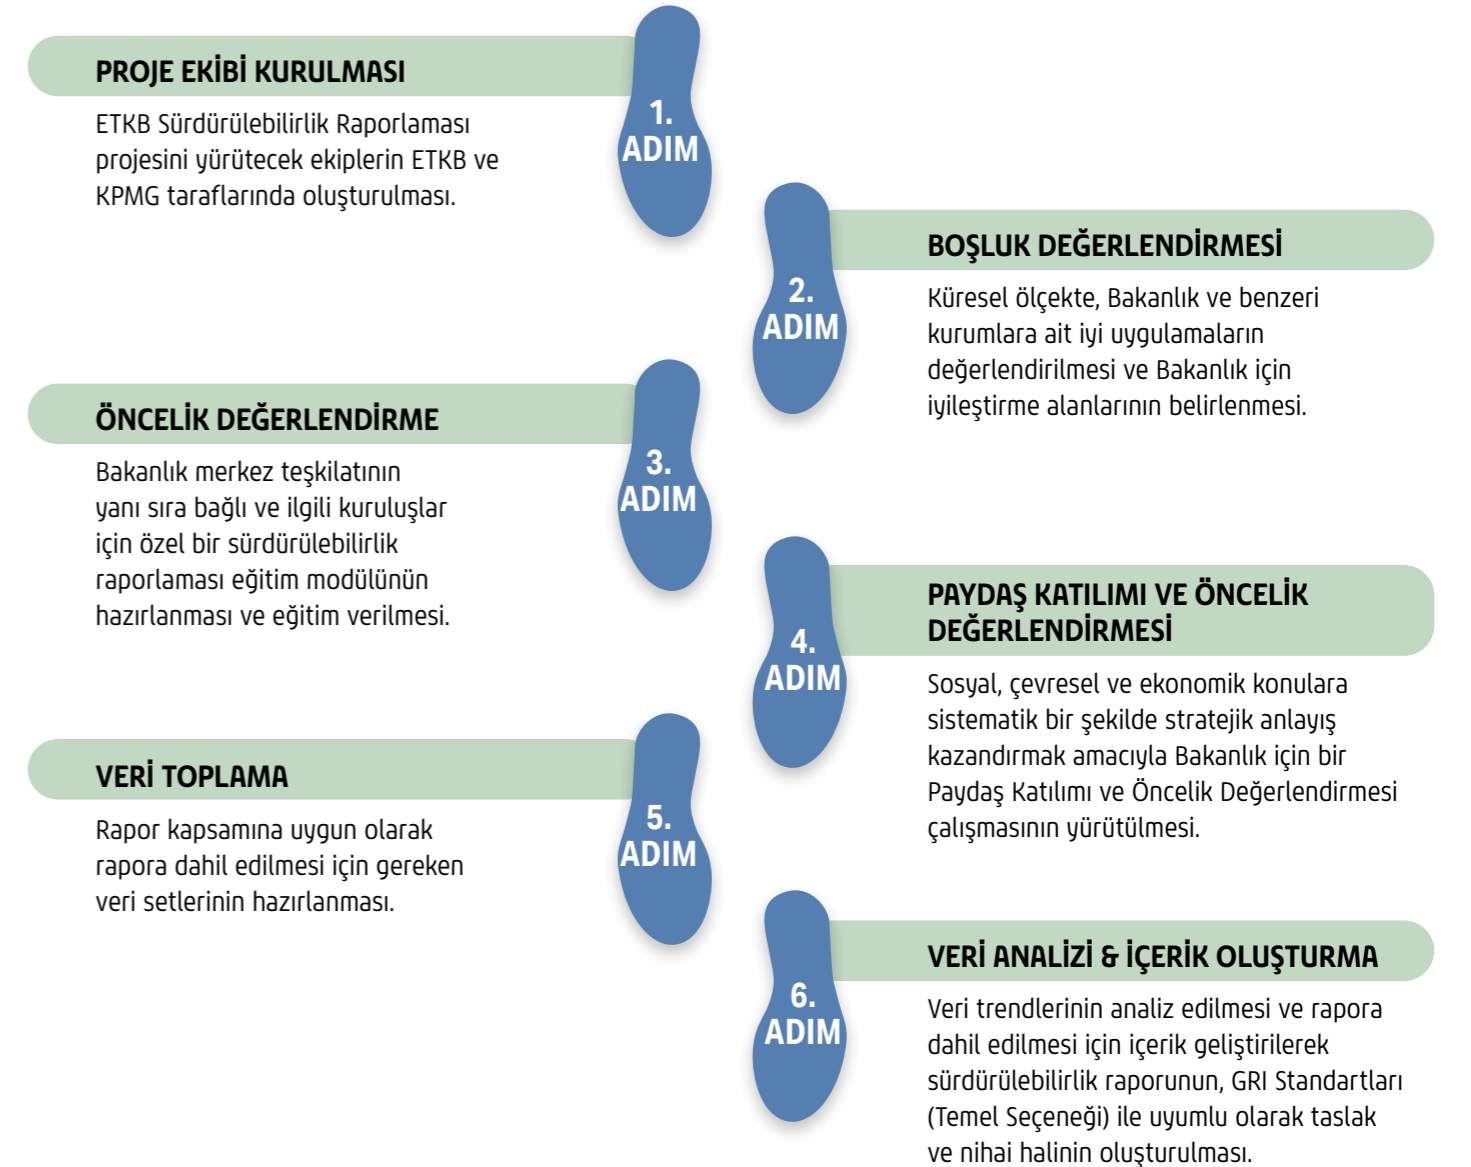 PROJE EKİBİ KURULMASI
ETKB Sürdürülebilirlik Raporlaması
projesini yürütecek ekiplerin ETKB ve
KPMG taraflarında oluşturulması.
1.
ADIM
BOŞLUK DEĞERLENDİRMESİ
Küresel ölçekte, Bakanlık ve benzeri
kurumlara ait iyi uygulamaların
değerlendirilmesi ve Bakanlık için
iyileştirme alanlarının belirlenmesi.
2.
ADIM
ÖNCELİK DEĞERLENDİRME
Bakanlık merkez teşkilatının
yanı sıra bağlı ve ilgili kuruluşlar
için özel bir sürdürülebilirlik
raporlaması eğitim modülünün
hazırlanması ve eğitim verilmesi.
3.
ADIM
PAYDAŞ KATILIMI VE ÖNCELİK
DEĞERLENDİRMESİ
Sosyal, çevresel ve ekonomik konulara
sistematik bir şekilde stratejik anlayış
kazandırmak amacıyla Bakanlık için bir
Paydaş Katılımı ve Öncelik Değerlendirmesi
çalışmasının yürütülmesi.
4.
ADIM
VERİ TOPLAMA
Rapor kapsamına uygun olarak
rapora dahil edilmesi için gereken
veri setlerinin hazırlanması.
5.
ADIM
VERİ ANALİZİ & İÇERİK OLUŞTURMA
Veri trendlerinin analiz edilmesi ve rapora
dahil edilmesi için içerik geliştirilerek
sürdürülebilirlik raporunun, GRI Standartları
(Temel Seçeneği) ile uyumlu olarak taslak
ve nihai halinin oluşturulması.
6.
ADIM